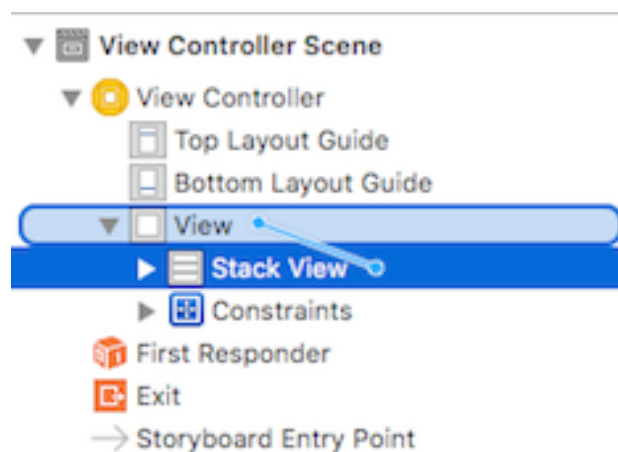 View Controller Scene
View Controller
Top Layout Guide
Bottom Layout Guide
View
Stack View
Constraints
First Responder
Exit
Storyboard Entry Point